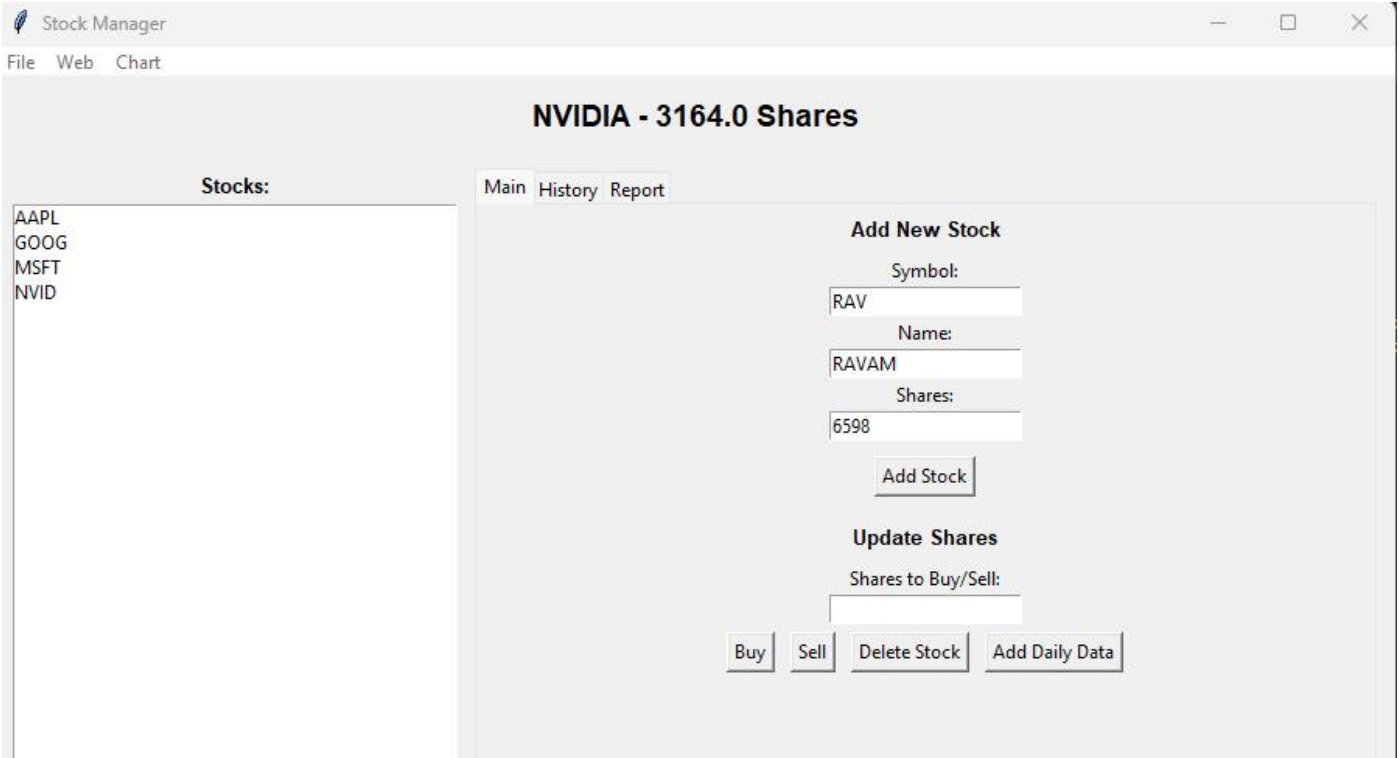 Stock Manager
File Web Chart
NVIDIA - 3164.0 Shares
Stocks:
AAPL
GOOG
MSFT
NVID
Main History Report
Add New Stock
Symbol:
RAV
Name:
RAVAM
Shares:
6598
Add Stock
Update Shares
Shares to Buy/Sell:
Buy Sell Delete Stock Add Daily Data